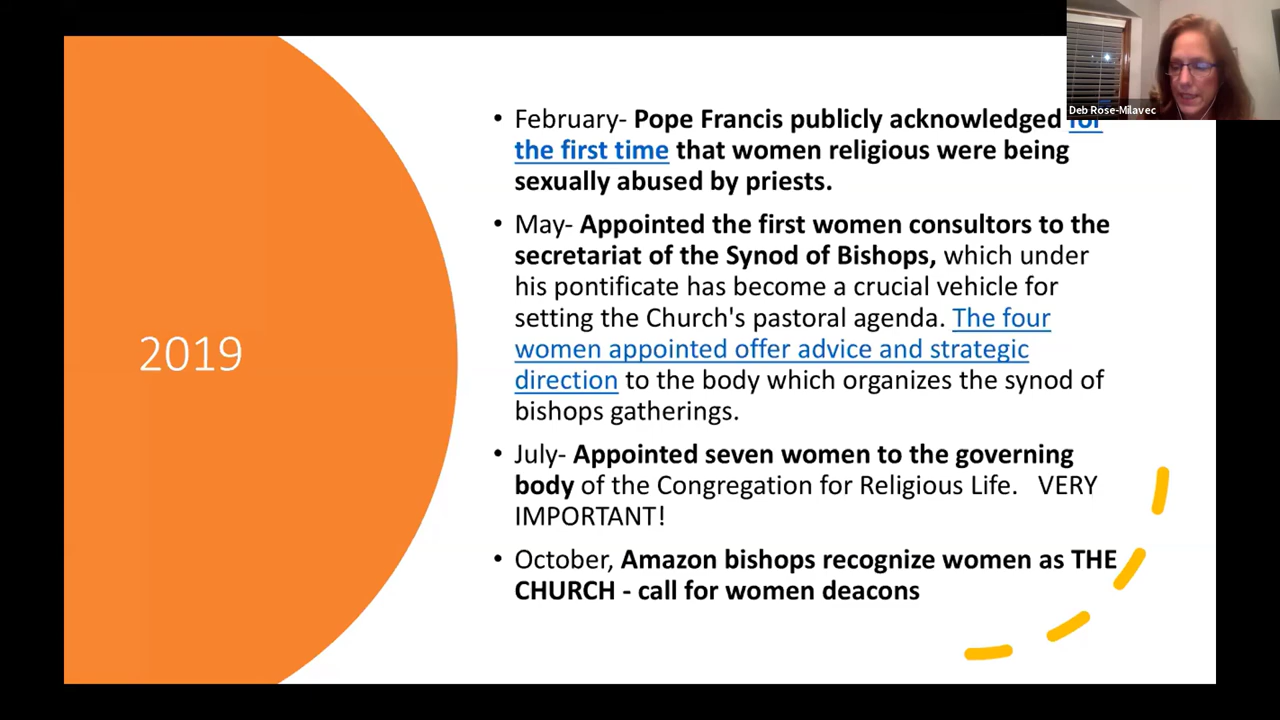 Deb Rose-Milavec
2019
• February- Pope Francis publicly acknowledged for
the first time that women religious were being
sexually abused by priests.
• May- Appointed the first women consultors to the
secretariat of the Synod of Bishops, which under
his pontificate has become a crucial vehicle for
setting the Church's pastoral agenda. The four
women appointed offer advice and strategic
direction to the body which organizes the synod of
bishops gatherings.
• July- Appointed seven women to the governing
body of the Congregation for Religious Life.   VERY
IMPORTANT!
• October, Amazon bishops recognize women as THE
CHURCH - call for women deacons